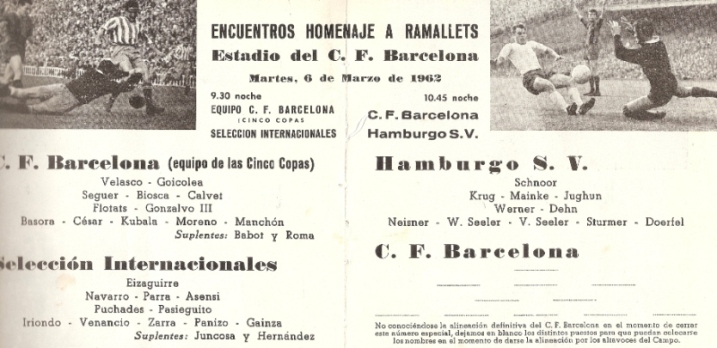 ENCUENTROS HOMENAJE A RAMALLETS
Estadio del C. F. Barcelona
Martes, 6 de Marzo de 1962
9.30 noche
EQUIPO C. F. BARCELONA
(CINCO COPAS
SELECCION INTERNACIONALES
10.45 noche
C. F. Barcelona
Hamburgo S. V.
C. F. Barcelona (equipo de las Cinco Copas)
Velasco - Goicolea
Seguer - Biosca - Calvet
Flotats - Gonzalvo III
Basora - César - Kubala - Moreno - Manchón
Suplentes: Babot y Roma
Selección Internacionales
Eizaguirre
Navarro - Parra - Asensi
Puchades - Pasieguito
Iriondo - Venancio - Zarra - Panizo - Gainza
Suplentes: Juncosa y Hernández
Hamburgo S. V.
Schnoor
Krug - Mainke - Jughun
Werner - Dehn
Neisner - W. Seeler - V. Seeler - Sturmer - Doerfel
C. F. Barcelona
No conociéndose la alineación definitiva del C. F. Barcelona en el momento de cerrar
este número especial, dejamos en blanco los distintos puestos para que puedan colocarse
los nombres en el momento de darse la alineación por los altavoces del Campo.